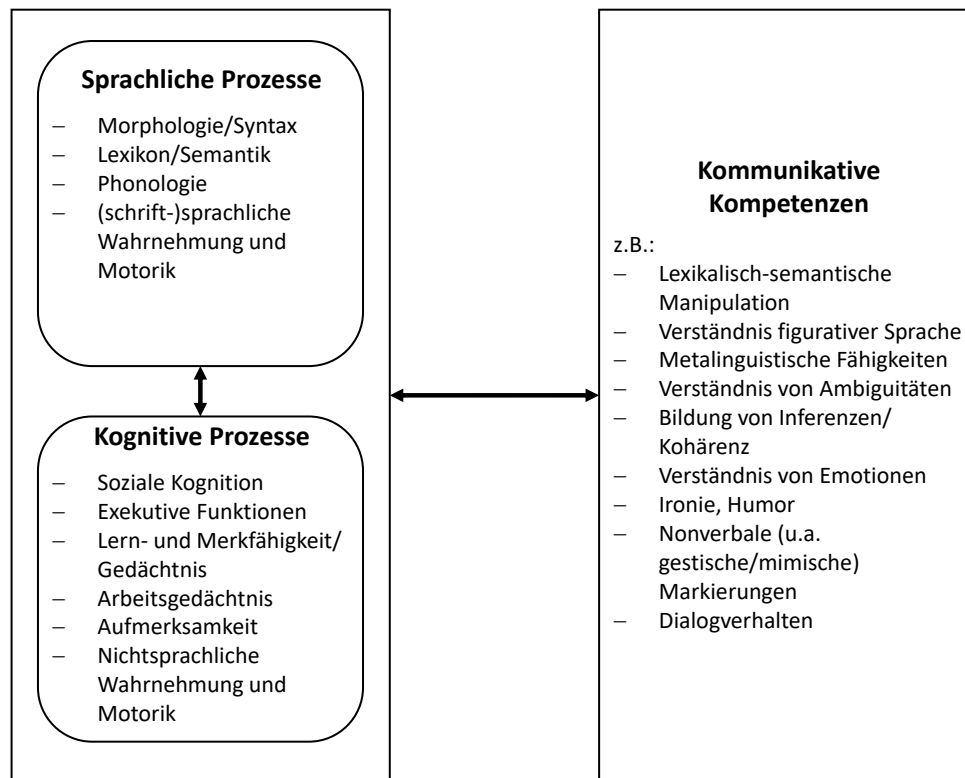 Sprachliche Prozesse
– Morphologie/Syntax
– Lexikon/Semantik
– Phonologie
– (schrift-)sprachliche
Wahrnehmung und
Motorik
Kognitive Prozesse
– Soziale Kognition
– Exekutive Funktionen
– Lern- und Merkfähigkeit/
Gedächtnis
– Arbeitsgedächtnis
– Aufmerksamkeit
– Nichtsprachliche
Wahrnehmung und
Motorik
Kommunikative
Kompetenzen
z.B.:
– Lexikalisch-semantische
Manipulation
– Verständnis figurativer Sprache
– Metalinguistische Fähigkeiten
– Verständnis von Ambiguitäten
– Bildung von Inferenzen/
Kohärenz
– Verständnis von Emotionen
– Ironie, Humor
– Nonverbale (u.a.
gestische/mimische)
Markierungen
– Dialogverhalten